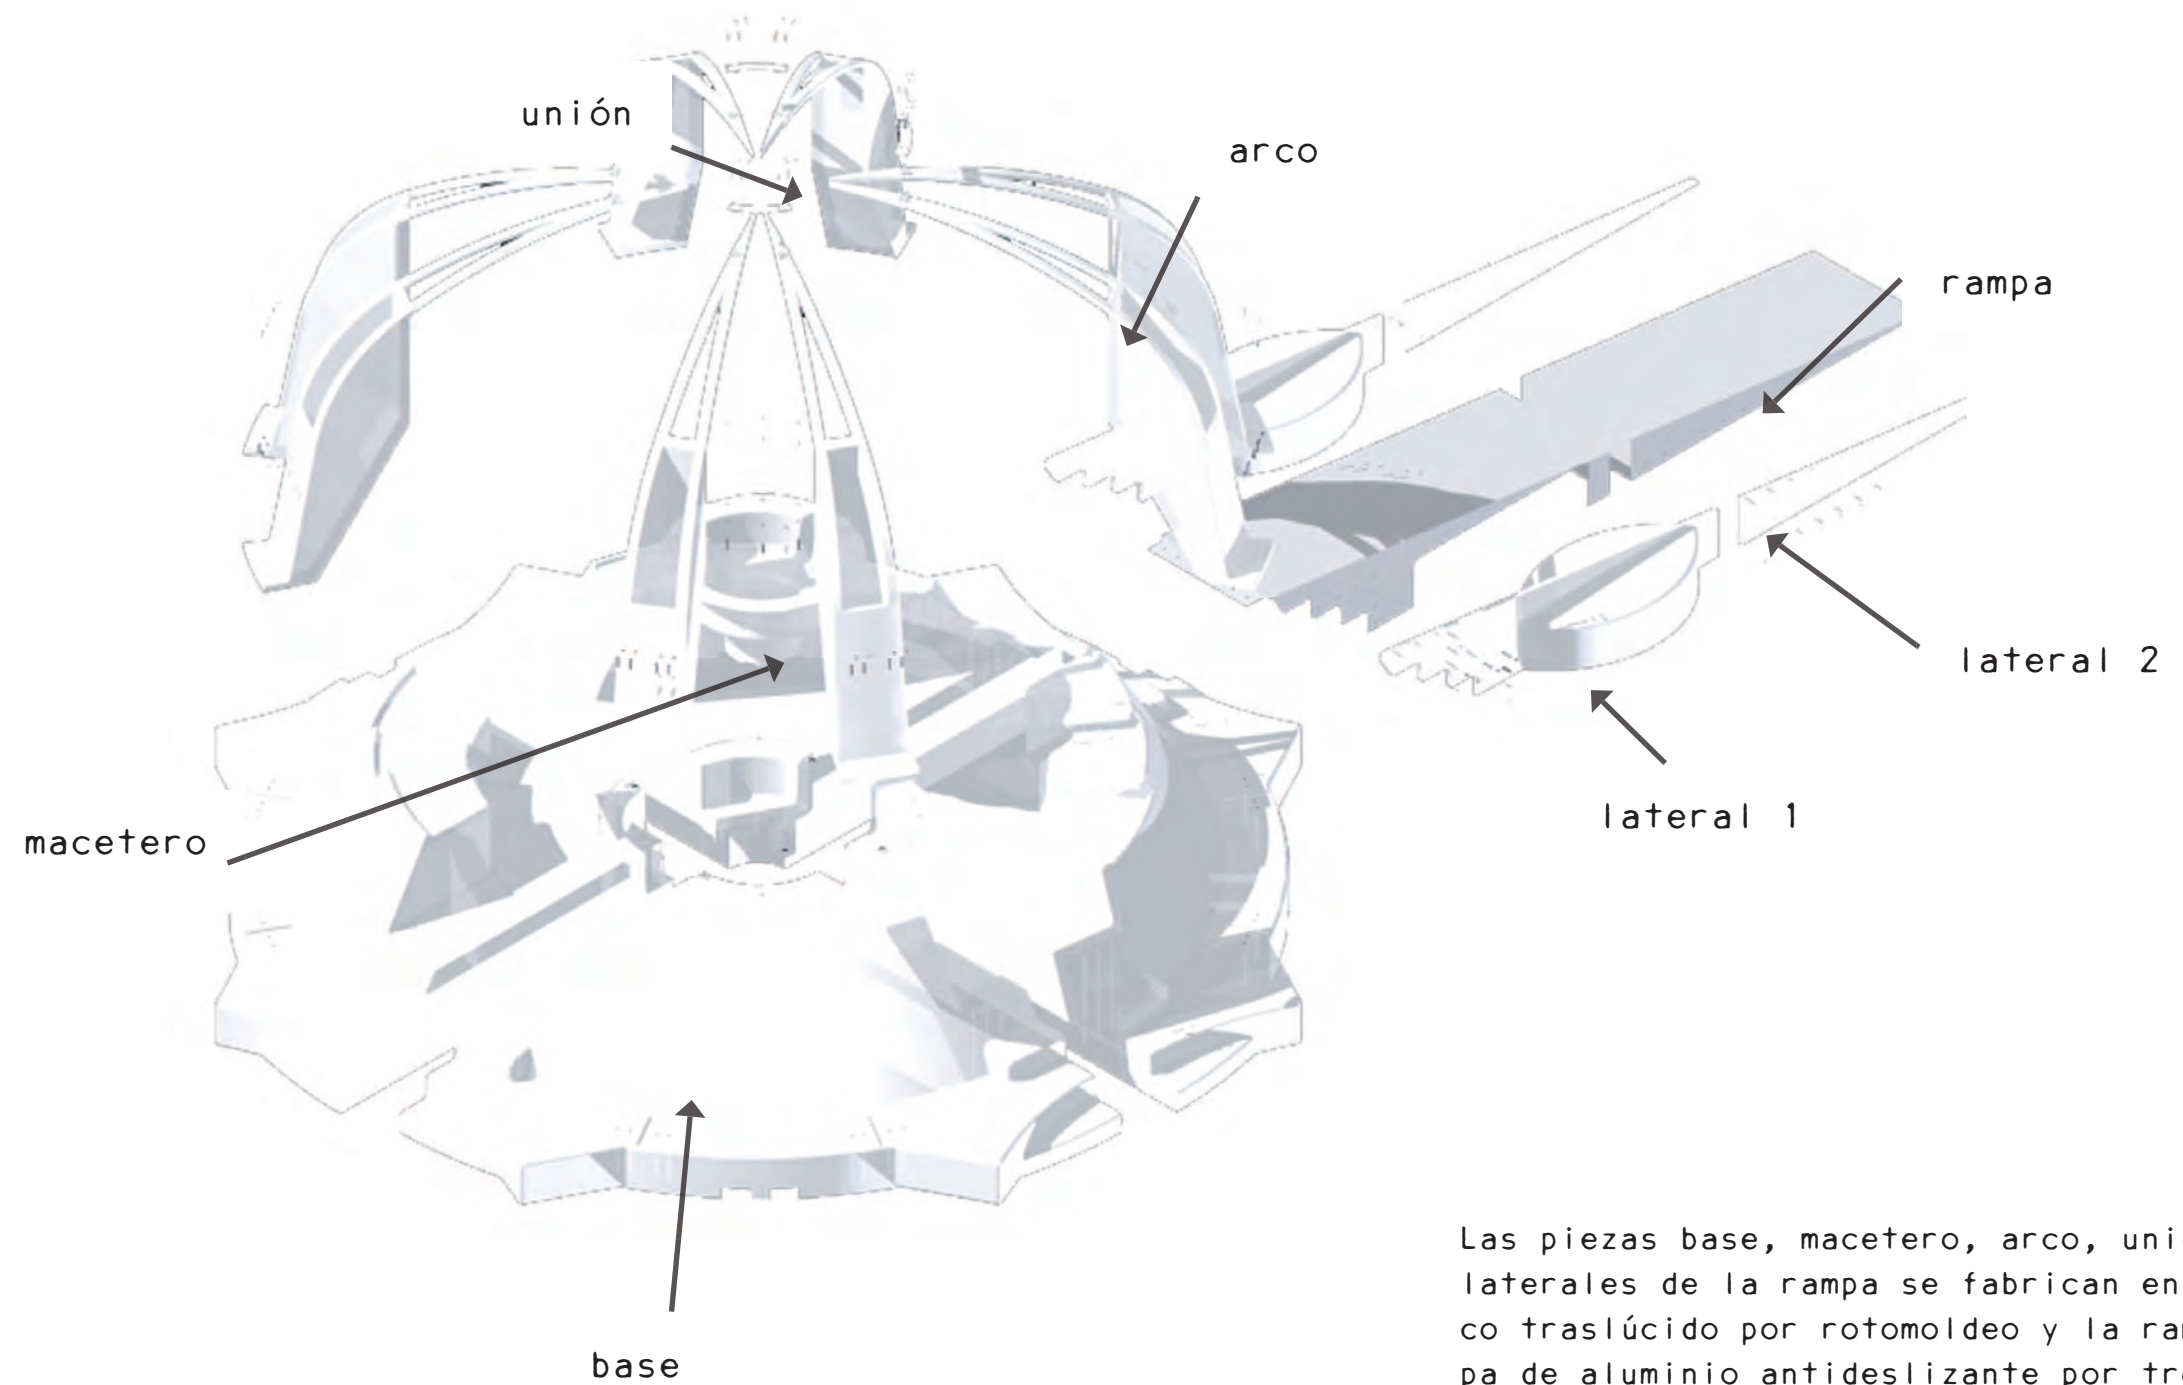 unión
arco
rampa
lateral 2
lateral 1
macetero
base
Las piezas base, macetero, arco, uni
laterales de la rampa se fabrican en
co traslúcido por rotomoldeo y la ra
pa de aluminio antideslizante por tr